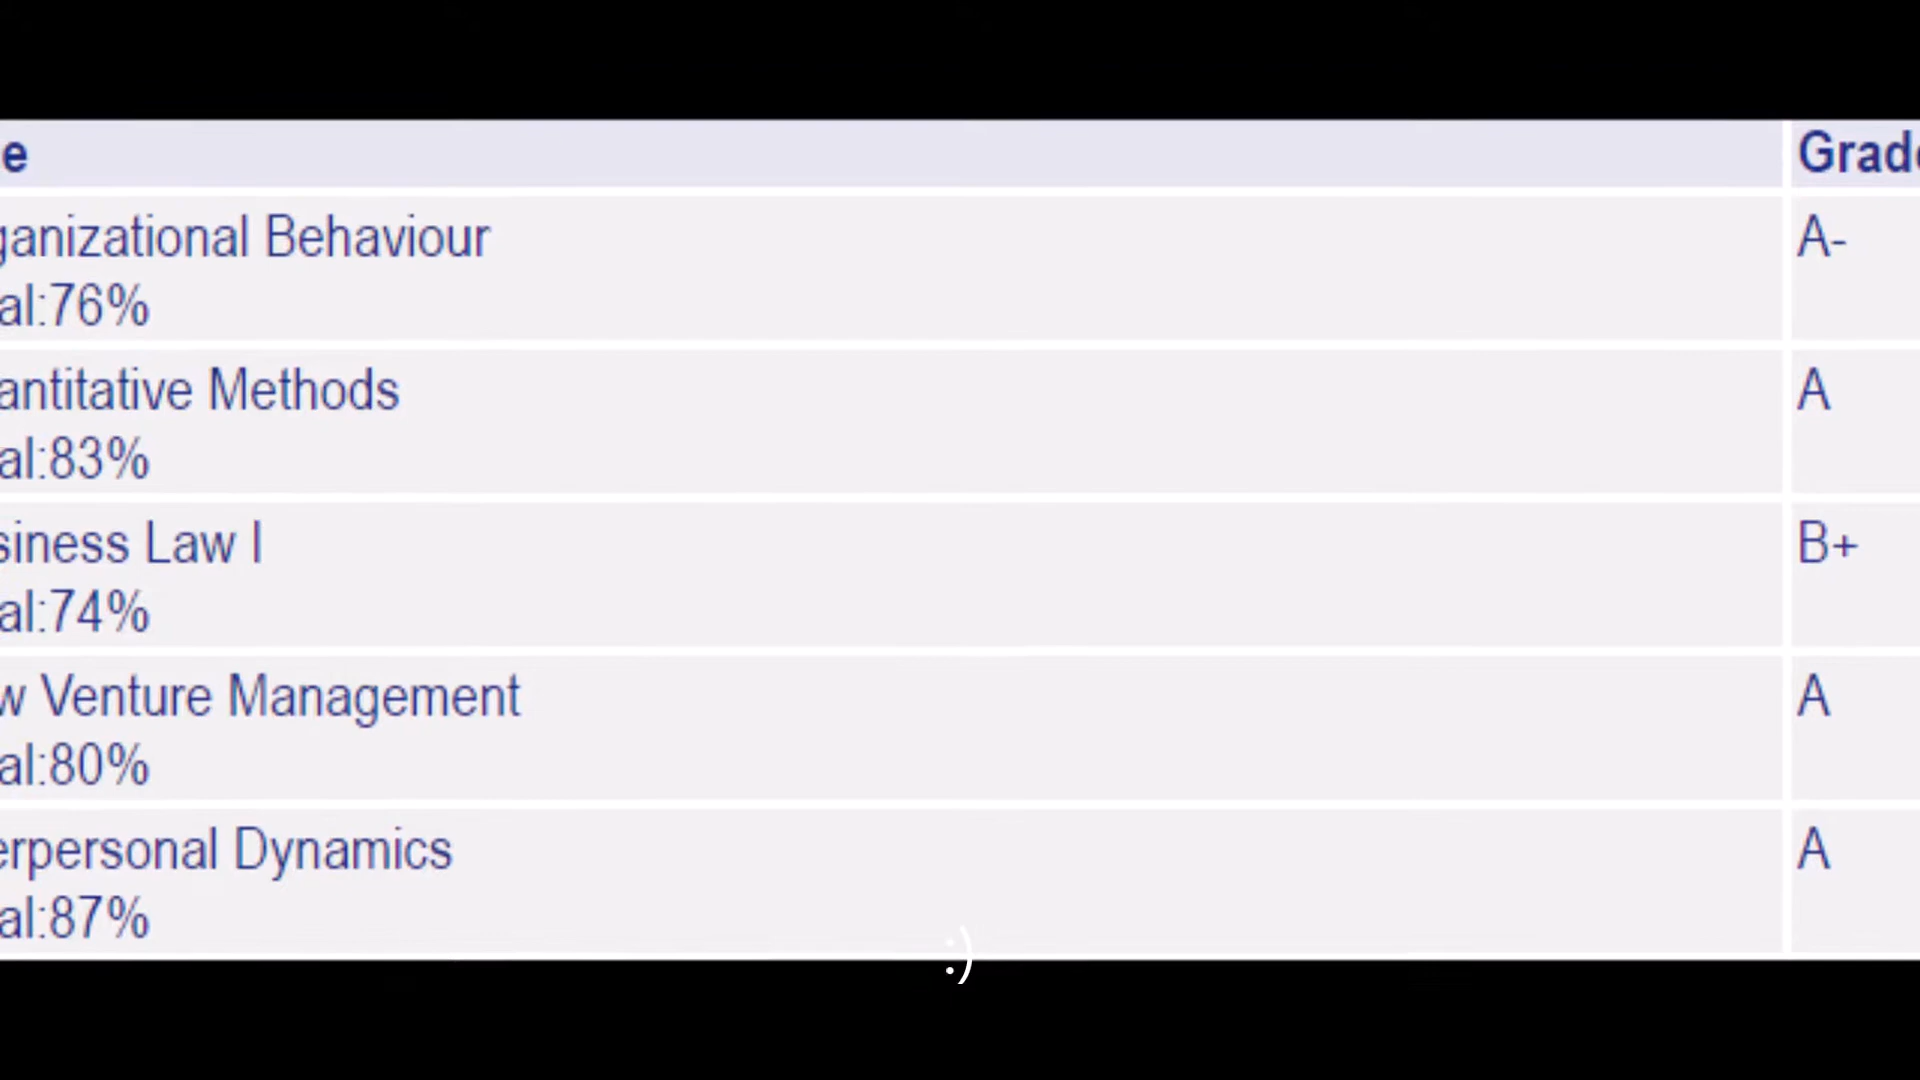 e Grade
ganizational Behaviour A-
al:76%
antitative Methods A
al:83%
siness Law I B+
al:74%
w Venture Management A
al:80%
erpersonal Dynamics A
al:87%
:)